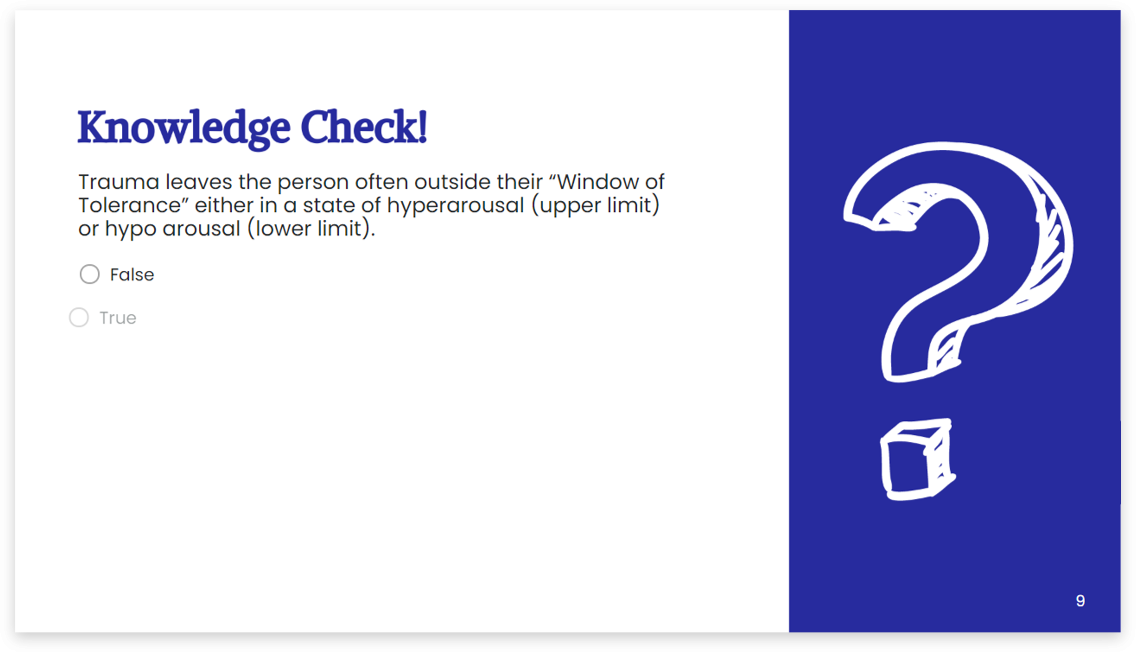 Knowledge Check!
Trauma leaves the person often outside their “Window of
Tolerance” either in a state of hyperarousal (upper limit)
or hypo arousal (lower limit).
False
True
9